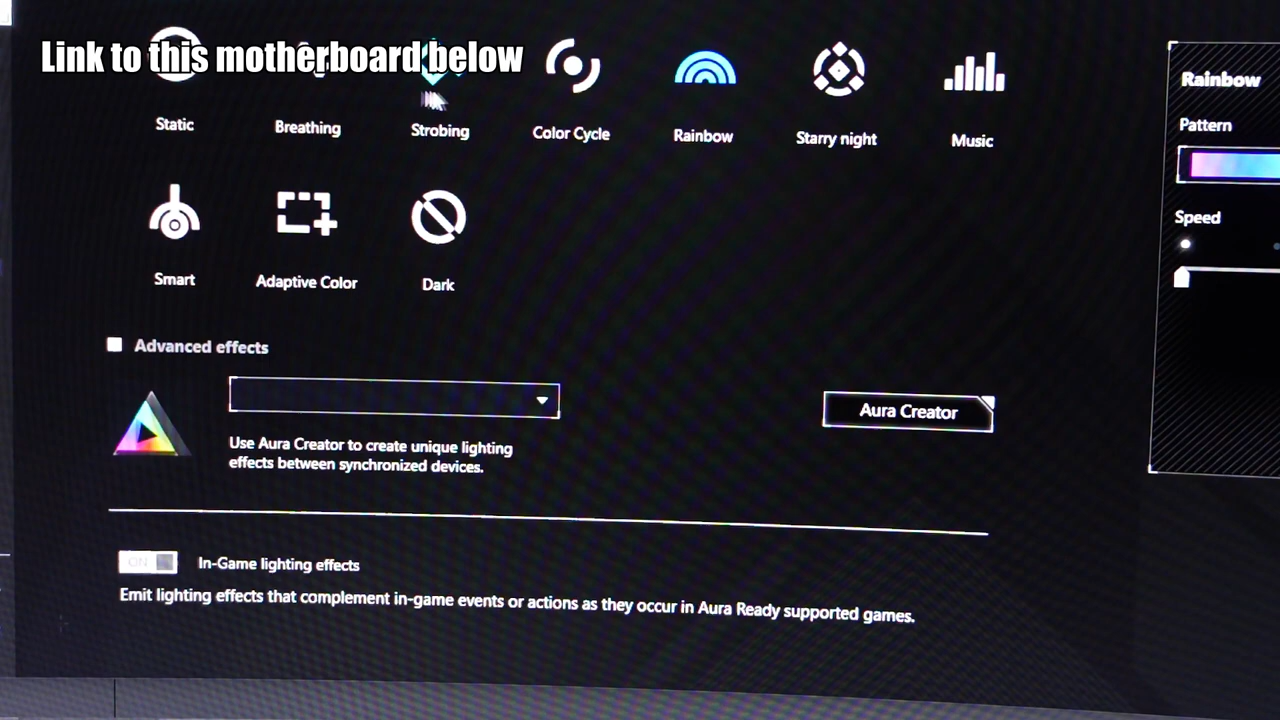 Link to this motherboard below
Static
Breathing
Strobing
Color Cycle
Rainbow
Starry night
Music
Rainbow
Pattern
Speed
Smart
Adaptive Color
Dark
Advanced effects
Aura Creator
Use Aura Creator to create unique lighting
effects between synchronized devices.
ON
In-Game lighting effects
Emit lighting effects that complement in-game events or actions as they occur in Aura Ready supported games.